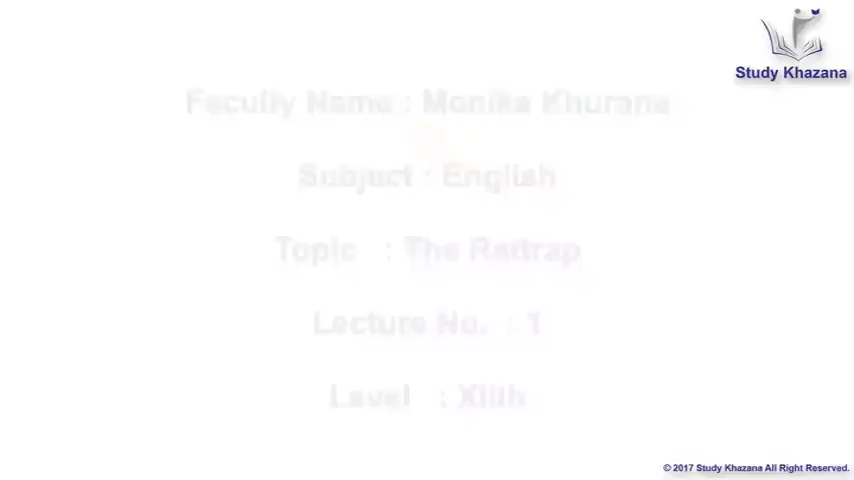 Study Khazana
Faculty Name : Monika Khurana
Subject : English
Topic : The Rattrap
Lecture No. : 1
Level : XIIth
© 2017 Study Khazana All Right Reserved.